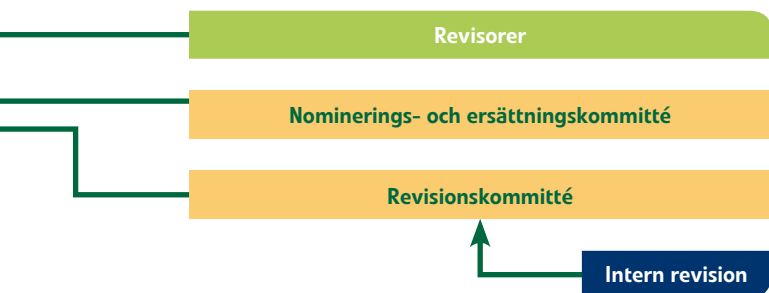 Revisorer
Nominerings- och ersättningskommitté
Revisionskommitté
Intern revision